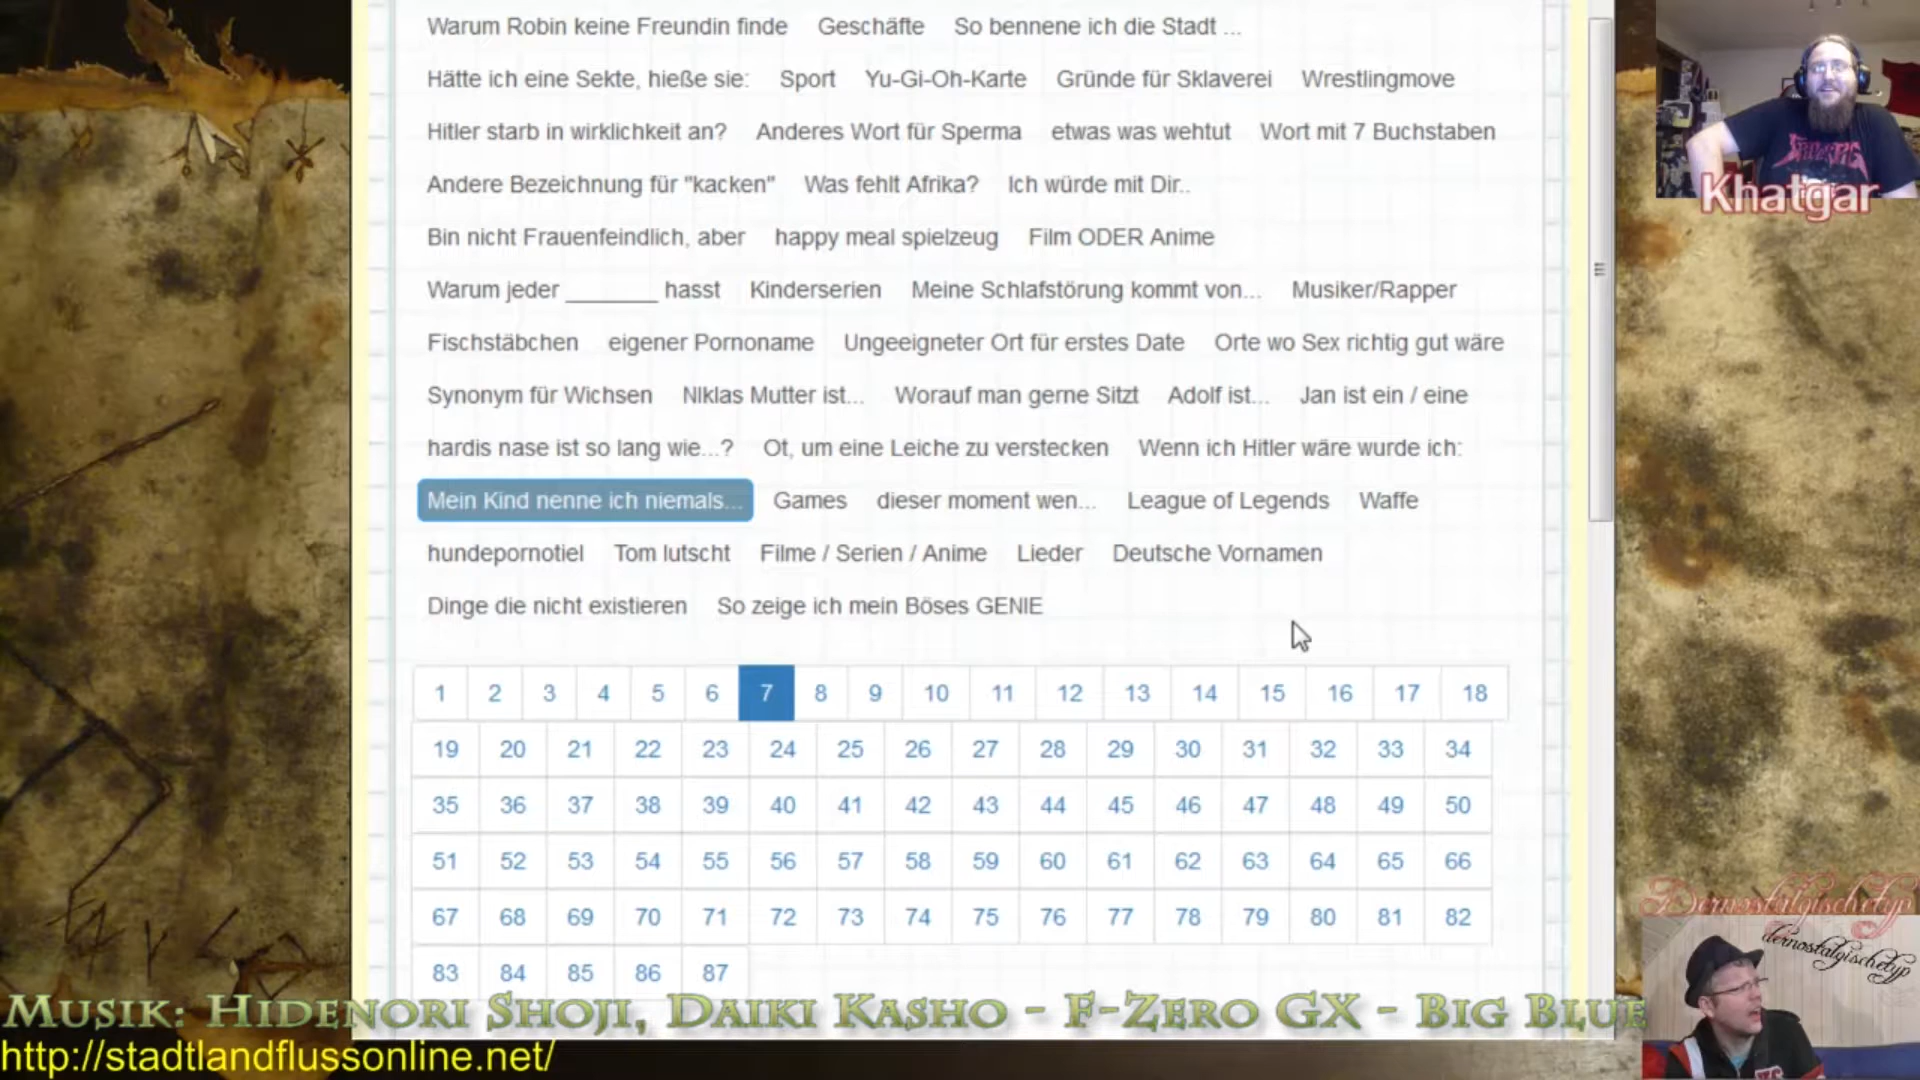 Warum Robin keine Freundin finde Geschäfte So bennene ich die Stadt ...
Hätte ich eine Sekte, hieße sie: Sport Yu-Gi-Oh-Karte Gründe für Sklaverei Wrestlingmove
Hitler starb in wirklichkeit an? Anderes Wort für Sperma etwas was wehtut Wort mit 7 Buchstaben
Andere Bezeichnung für "kacken" Was fehlt Afrika? Ich würde mit Dir..
Bin nicht Frauenfeindlich, aber happy meal spielzeug Film ODER Anime
Warum jeder _______ hasst Kinderserien Meine Schlafstörung kommt von... Musiker/Rapper
Fischstäbchen eigener Pornoname Ungeeigneter Ort für erstes Date Orte wo Sex richtig gut wäre
Synonym für Wichsen NIklas Mutter ist... Worauf man gerne Sitzt Adolf ist... Jan ist ein / eine
hardis nase ist so lang wie...? Ot, um eine Leiche zu verstecken Wenn ich Hitler wäre wurde ich:
Mein Kind nenne ich niemals... Games dieser moment wen... League of Legends Waffe
hundepornotiel Tom lutscht Filme / Serien / Anime Lieder Deutsche Vornamen
Dinge die nicht existieren So zeige ich mein Böses GENIE
1 2 3 4 5 6 7 8 9 10 11 12 13 14 15 16 17 18
19 20 21 22 23 24 25 26 27 28 29 30 31 32 33 34
35 36 37 38 39 40 41 42 43 44 45 46 47 48 49 50
51 52 53 54 55 56 57 58 59 60 61 62 63 64 65 66
67 68 69 70 71 72 73 74 75 76 77 78 79 80 81 82
83 84 85 86 87
Khatgar
Dernostalgischetyp
dernostalgischetyp
Musik: Hidenori Shoji, Daiki Kasho - F-Zero GX - Big Blue
http://stadtlandflussonline.net/